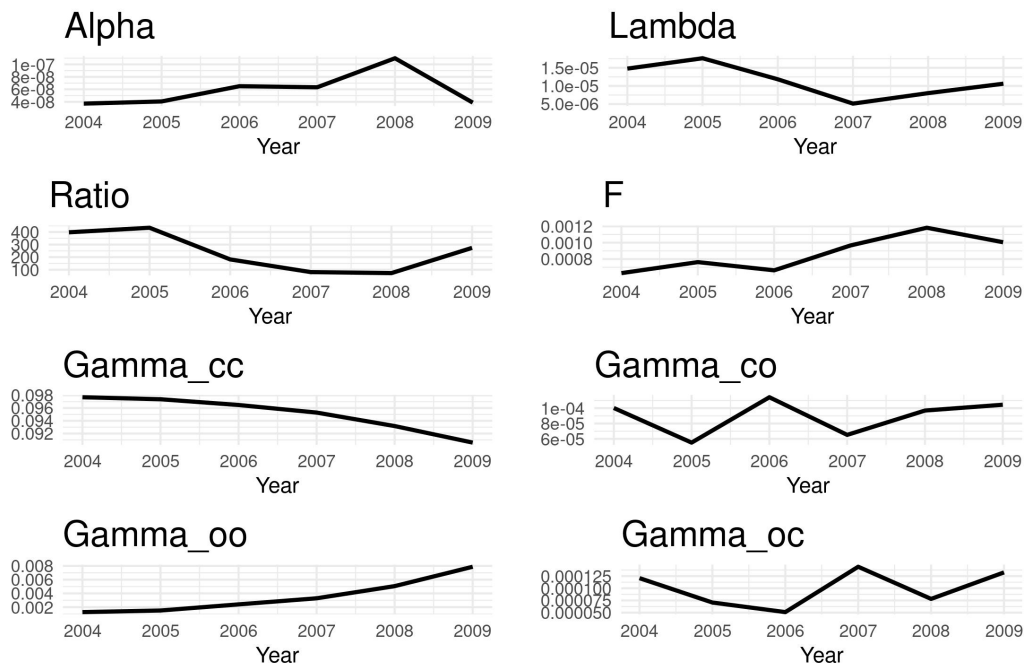 Alpha
1e-07
8e-08
6e-08
4e-08
2004 2005 2006 2007 2008 2009
Year
Lambda
1.5e-05
1.0e-05
5.0e-06
2004 2005 2006 2007 2008 2009
Year
Ratio
400
300
200
100
2004 2005 2006 2007 2008 2009
Year
F
0.0012
0.0010
0.0008
2004 2005 2006 2007 2008 2009
Year
Gamma_cc
0.098
0.096
0.094
0.092
2004 2005 2006 2007 2008 2009
Year
Gamma_co
1e-04
8e-05
6e-05
2004 2005 2006 2007 2008 2009
Year
Gamma_oo
0.008
0.006
0.004
0.002
2004 2005 2006 2007 2008 2009
Year
Gamma_oc
0.000125
0.000100
0.000075
0.000050
2004 2005 2006 2007 2008 2009
Year